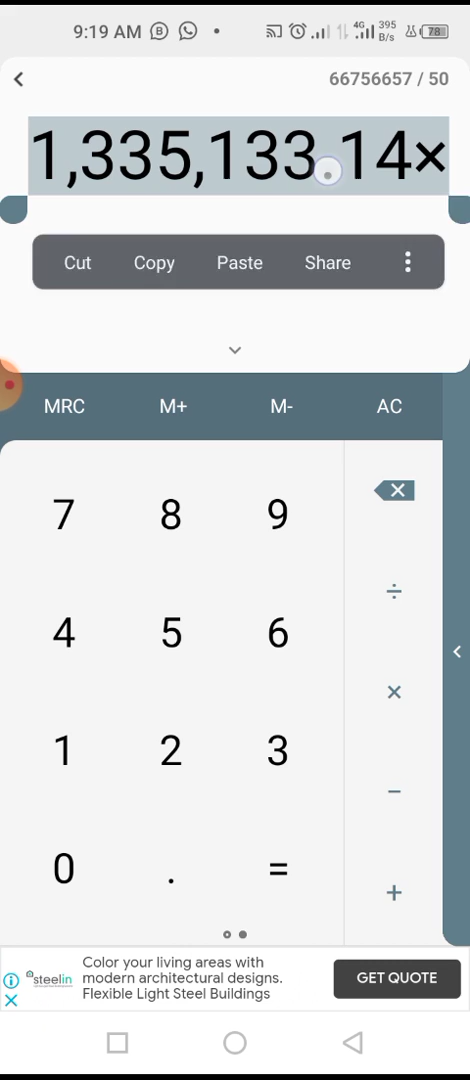 9:19 AM B 4G 395 B/s 78
66756657 / 50
1,335,133.14×
Cut Copy Paste Share
MRC M+ M- AC
7 8 9
÷
4 5 6
×
1 2 3
−
0 . = +
steelin
Color your living areas with
modern architectural designs.
Flexible Light Steel Buildings
GET QUOTE